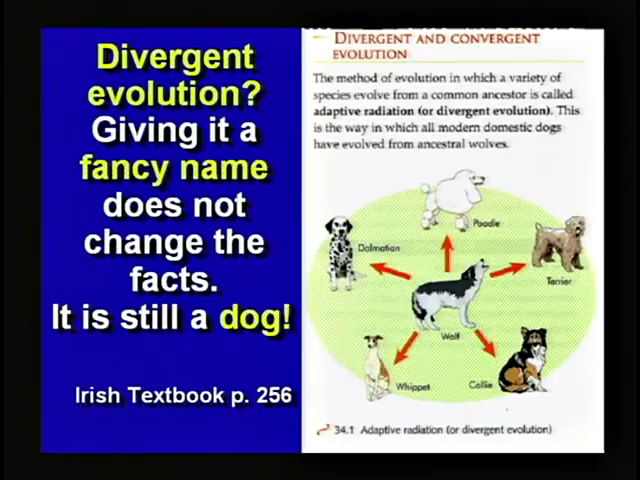 Divergent
evolution?
Giving it a
fancy name
does not
change the
facts.
It is still a dog!
Irish Textbook p. 256
DIVERGENT AND CONVERGENT
EVOLUTION
The method of evolution in which a variety of
species evolve from a common ancestor is called
adaptive radiation (or divergent evolution). This
is the way in which all modern domestic dogs
have evolved from ancestral wolves.
Poodle
Dalmation
Terrier
Wolf
Whippet
Collie
34.1 Adaptive radiation (or divergent evolution)